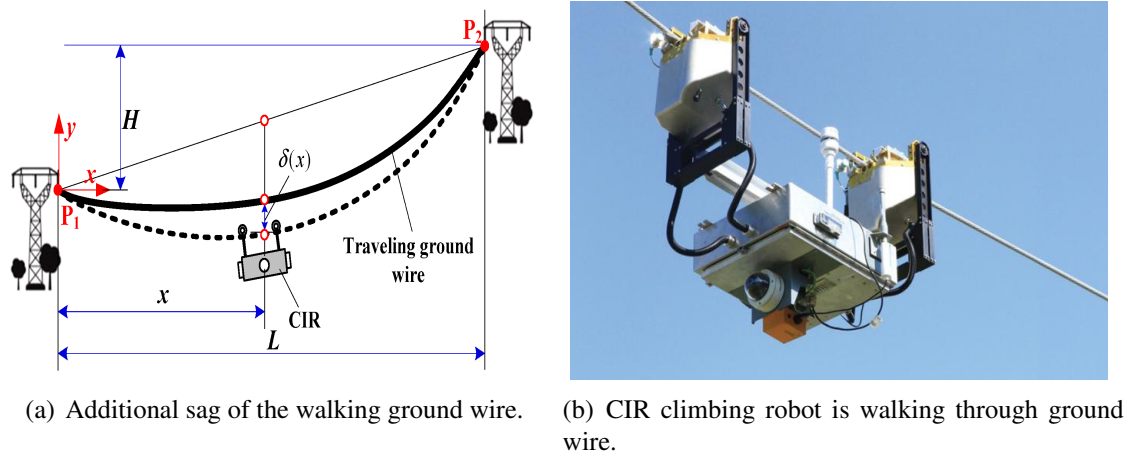 P2
H
y
δ(x)
x
P1
Traveling ground
wire
x
CIR
L
(a) Additional sag of the walking ground wire.
(b) CIR climbing robot is walking through ground
wire.